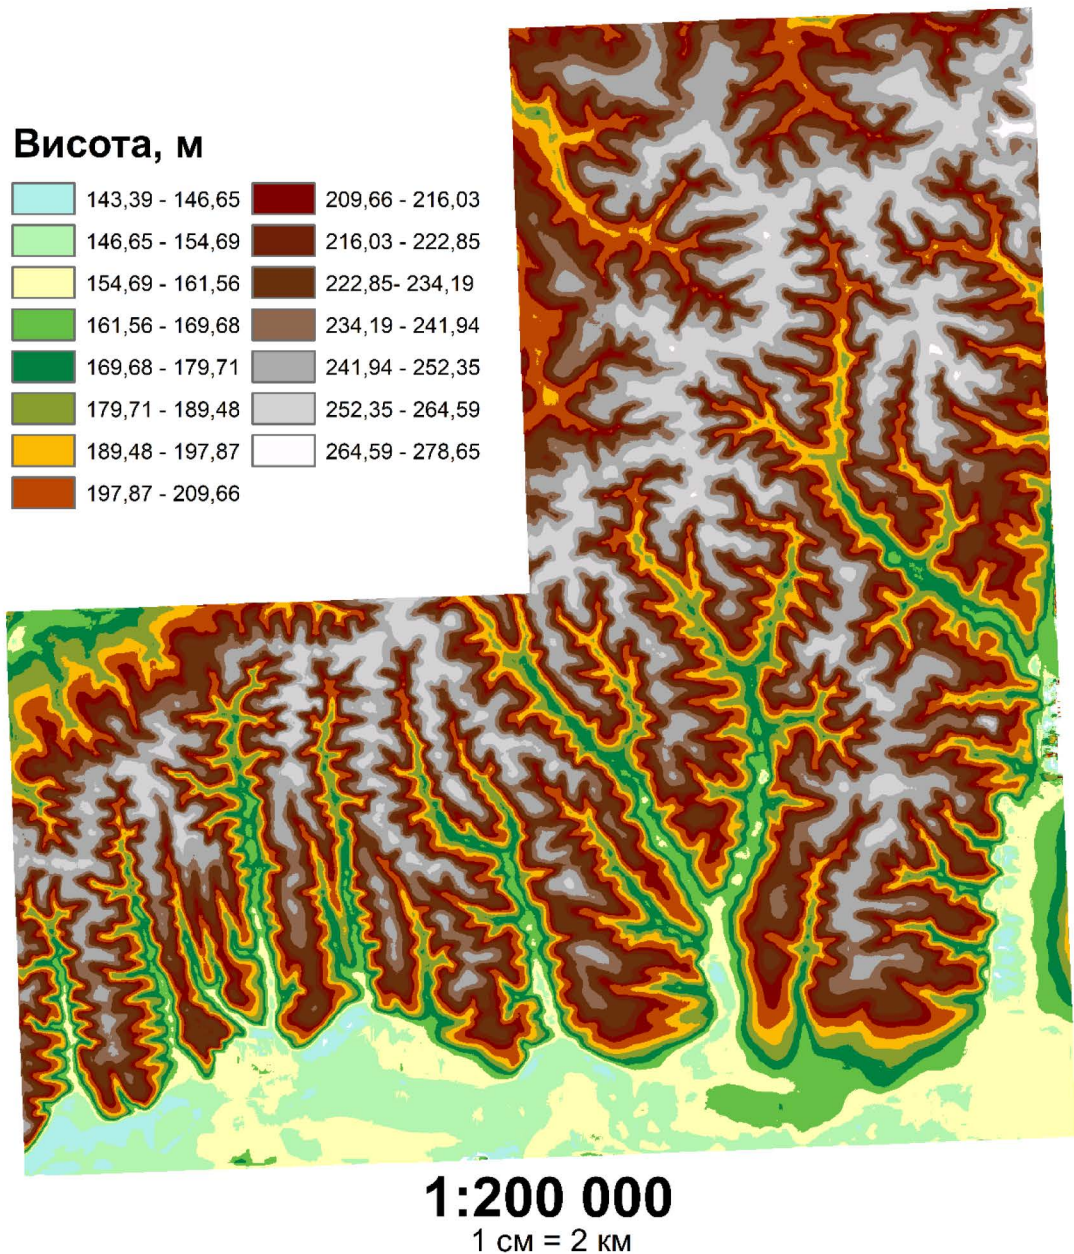 Висота, м
143,39 - 146,65
146,65 - 154,69
154,69 - 161,56
161,56 - 169,68
169,68 - 179,71
179,71 - 189,48
189,48 - 197,87
197,87 - 209,66
209,66 - 216,03
216,03 - 222,85
222,85- 234,19
234,19 - 241,94
241,94 - 252,35
252,35 - 264,59
264,59 - 278,65
1:200 000
1 см = 2 км